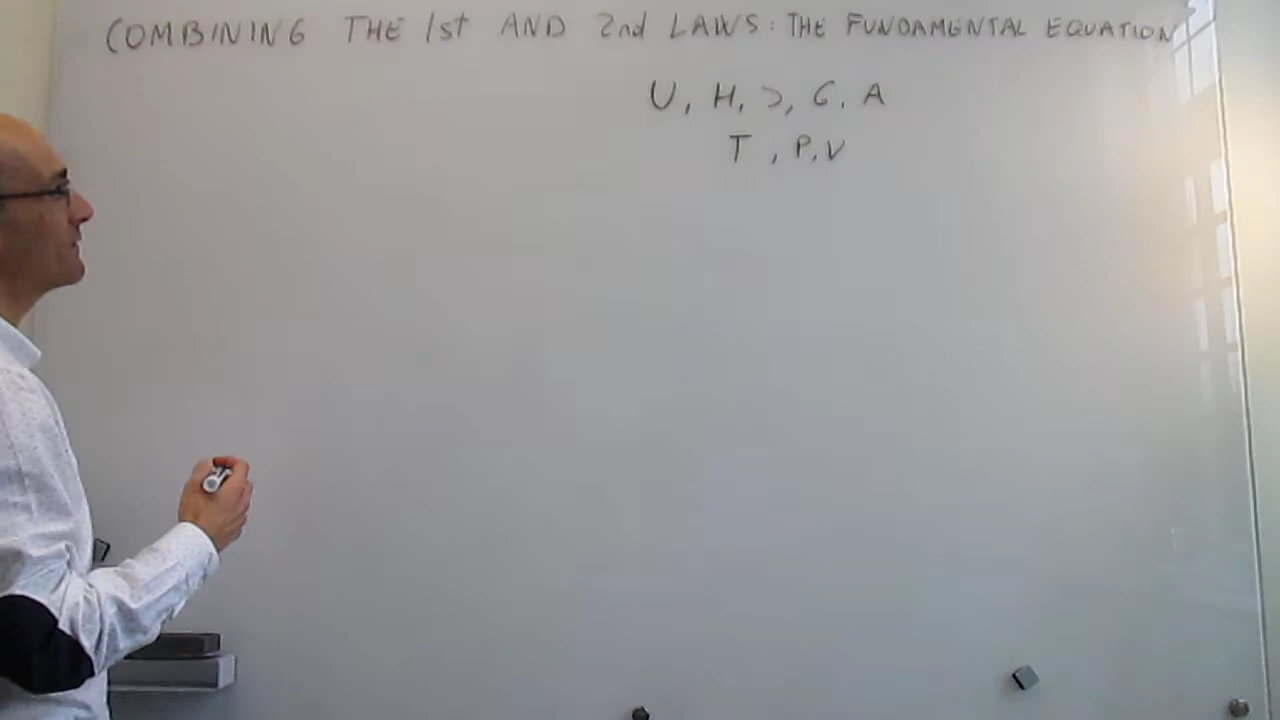 COMBINING THE 1st AND 2nd LAWS: THE FUNDAMENTAL EQUATION
U, H, S, G, A
T, P, V